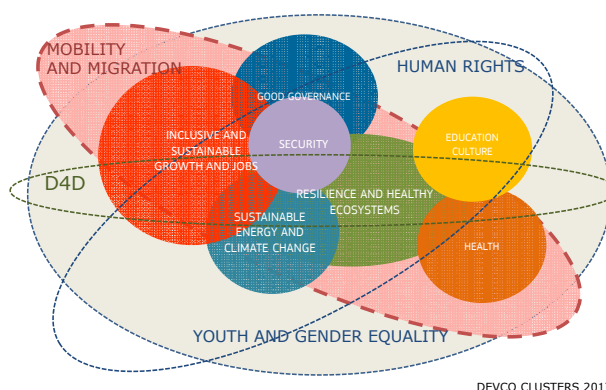 MOBILITY
AND MIGRATION
HUMAN RIGHTS
GOOD GOVERNANCE
INCLUSIVE AND
SUSTAINABLE
GROWTH AND JOBS
SECURITY
EDUCATION
CULTURE
D4D
RESILIENCE AND HEALTHY
ECOSYSTEMS
SUSTAINABLE
ENERGY AND
CLIMATE CHANGE
HEALTH
YOUTH AND GENDER EQUALITY
DEVCO CLUSTERS